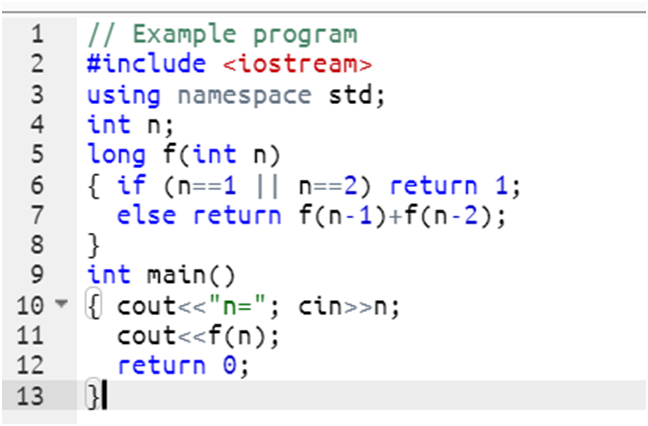 1 // Example program
2 #include <iostream>
3 using namespace std;
4 int n;
5 long f(int n)
6 { if (n==1 || n==2) return 1;
7 else return f(n-1)+f(n-2);
8 }
9 int main()
10 { cout<<"n="; cin>>n;
11 cout<<f(n);
12 return 0;
13 }